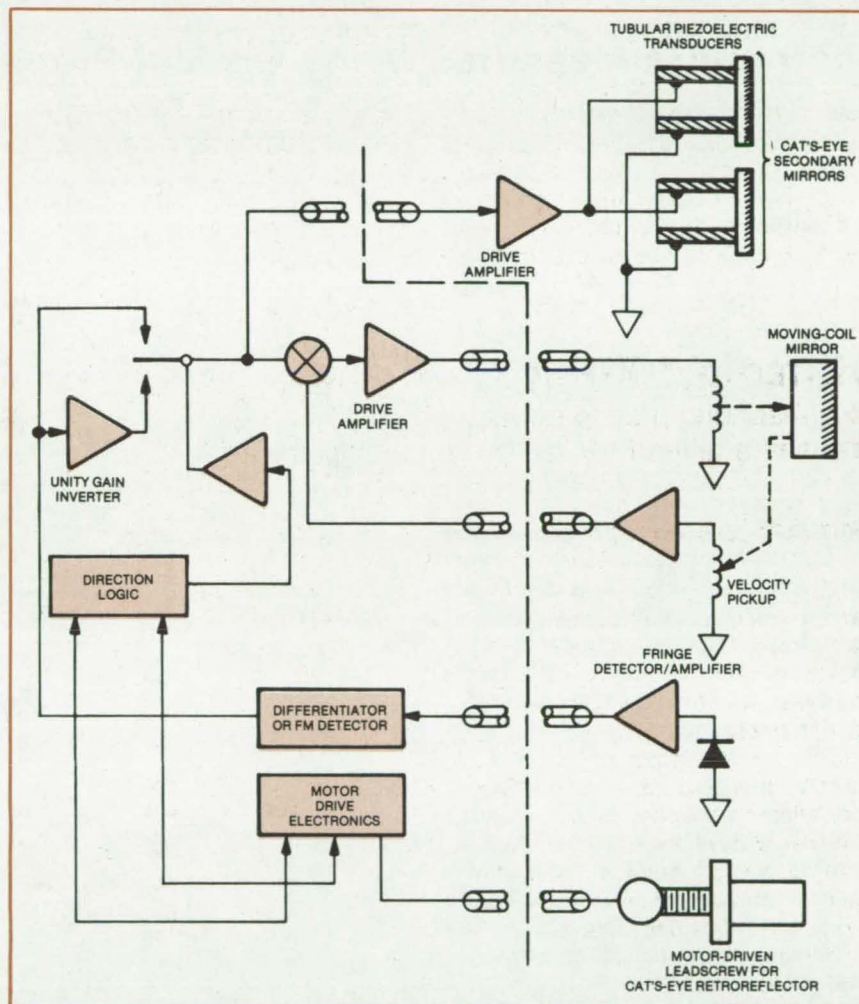 TUBULAR PIEZOELECTRIC
TRANSDUCERS
CAT'S-EYE
SECONDARY
MIRRORS
DRIVE
AMPLIFIER
MOVING-COIL
MIRROR
DRIVE
AMPLIFIER
UNITY GAIN
INVERTER
DIRECTION
LOGIC
VELOCITY
PICKUP
FRINGE
DETECTOR/AMPLIFIER
DIFFERENTIATOR
OR FM DETECTOR
MOTOR
DRIVE
ELECTRONICS
MOTOR-DRIVEN
LEADSCREW FOR
CAT'S-EYE RETROREFLECTOR